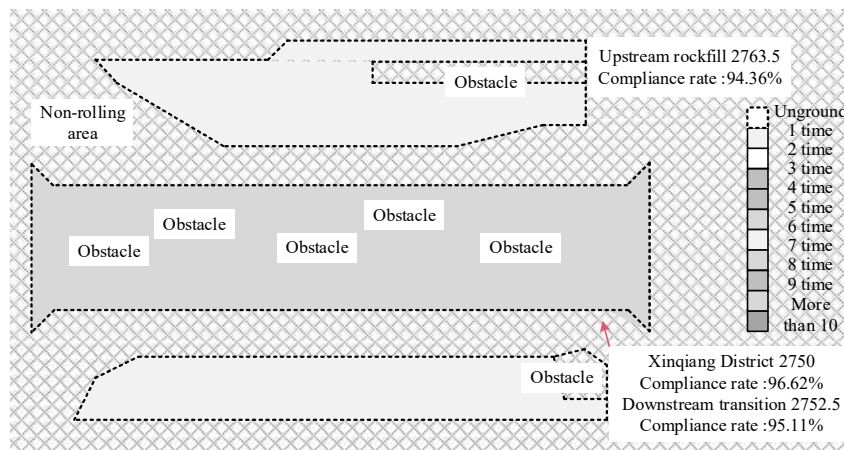 Upstream rockfill 2763.5
Compliance rate :94.36%
Obstacle
Non-rolling
area
Unground
1 time
2 time
3 time
4 time
5 time
6 time
7 time
8 time
9 time
More
than 10
Obstacle
Obstacle
Obstacle
Obstacle
Obstacle
Xinqiang District 2750
Compliance rate :96.62%
Downstream transition 2752.5
Compliance rate :95.11%
Obstacle